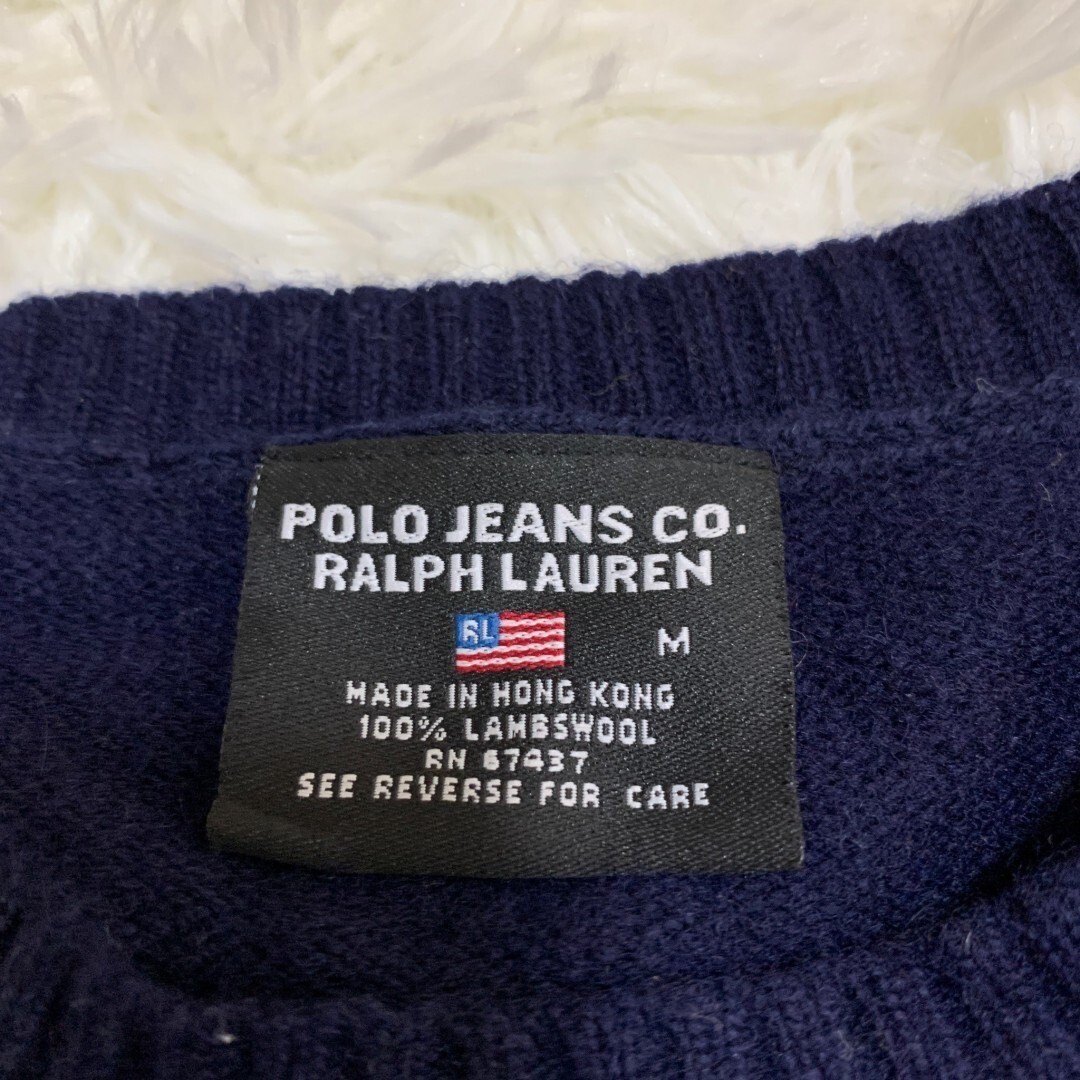 POLO JEANS CO.
RALPH LAUREN
RL
M
MADE IN HONG KONG
100% LAMBSWOOL
RN 67437
SEE REVERSE FOR CARE